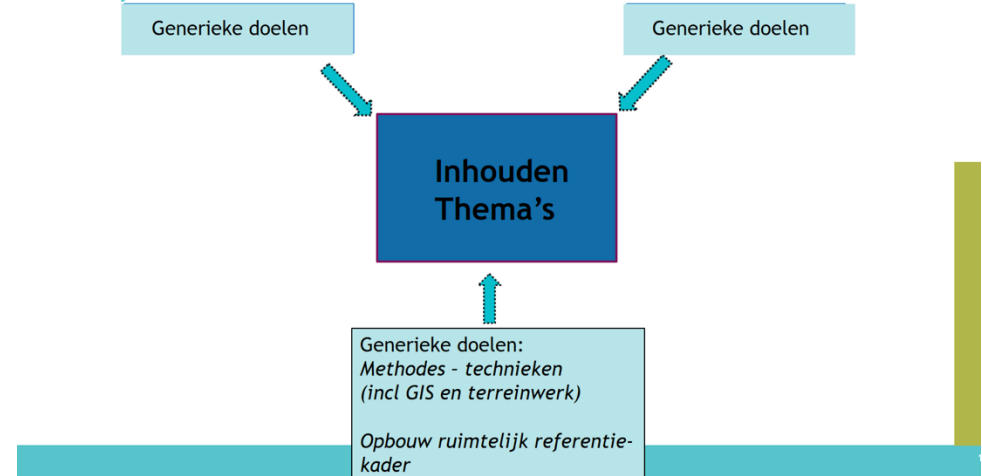 Generieke doelen
Generieke doelen
Inhouden
Thema's
Generieke doelen:
Methodes – technieken
(incl GIS en terreinwerk)
Opbouw ruimtelijk referentie-
kader